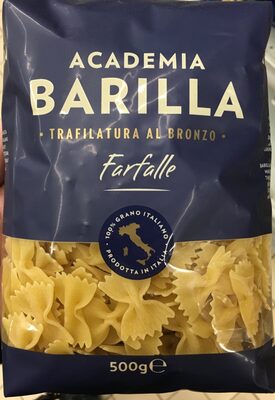 ACADEMIA
BARILLA
• TRAFILATURA AL BRONZO •
Farfalle
100% GRANO ITALIANO
PRODOTTA IN ITALIA
500g ℮